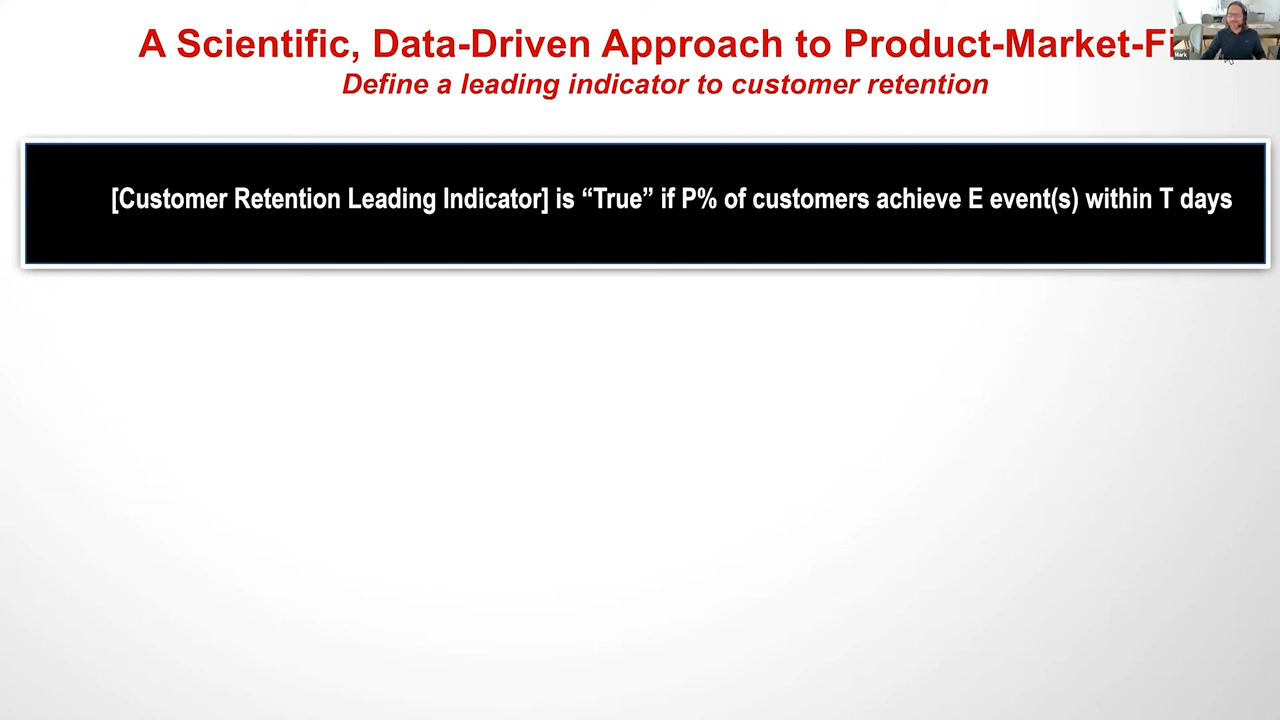 A Scientific, Data-Driven Approach to Product-Market-Fi
Define a leading indicator to customer retention
Mark
[Customer Retention Leading Indicator] is “True” if P% of customers achieve E event(s) within T days